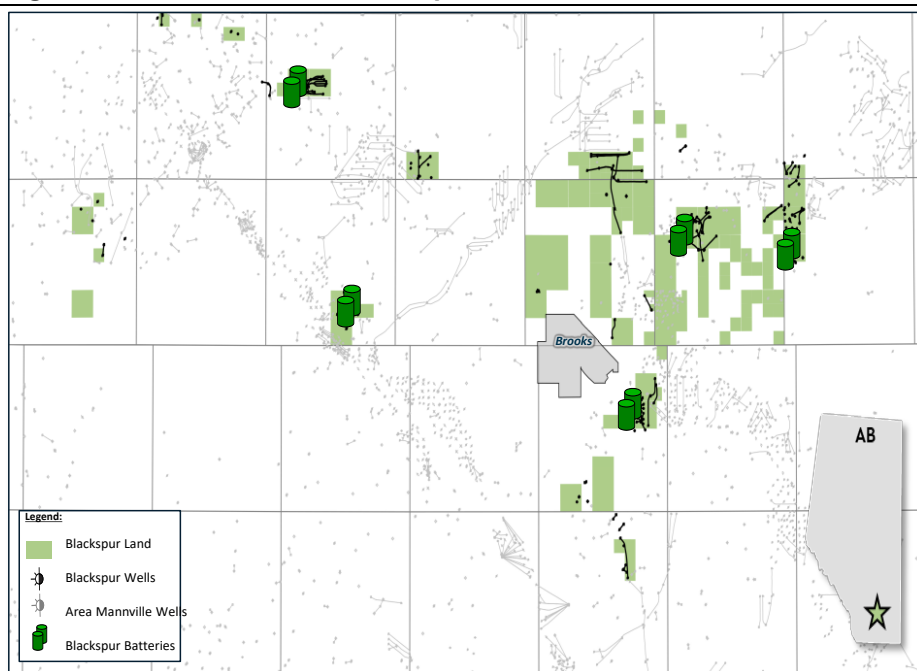 Brooks
AB
Legend:
Blackspur Land
Blackspur Wells
Area Mannville Wells
Blackspur Batteries